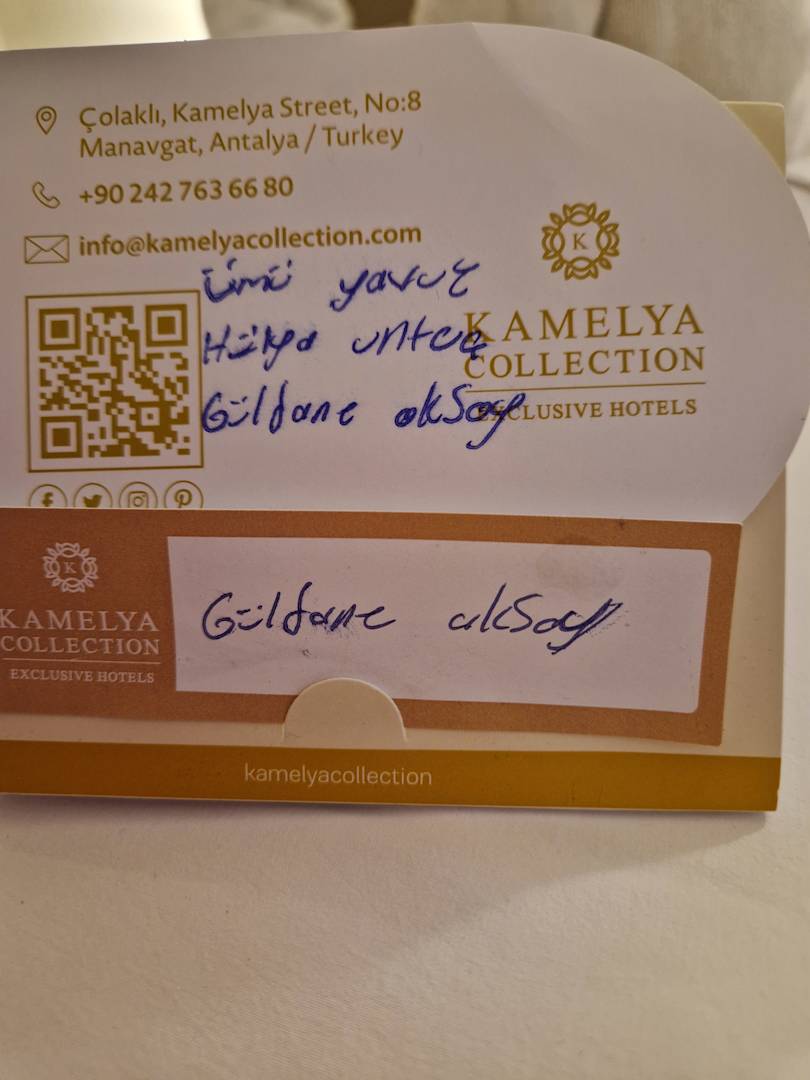 Çolaklı, Kamelya Street, No:8
Manavgat, Antalya / Turkey
+90 242 763 66 80
info@kamelyacollection.com
K
KAMELYA
COLLECTION
EXCLUSIVE HOTELS
ümü yavuz
Hülya
Gülfane akSoy
K
KAMELYA
COLLECTION
EXCLUSIVE HOTELS
Gülfane akSoy
kamelyacollection